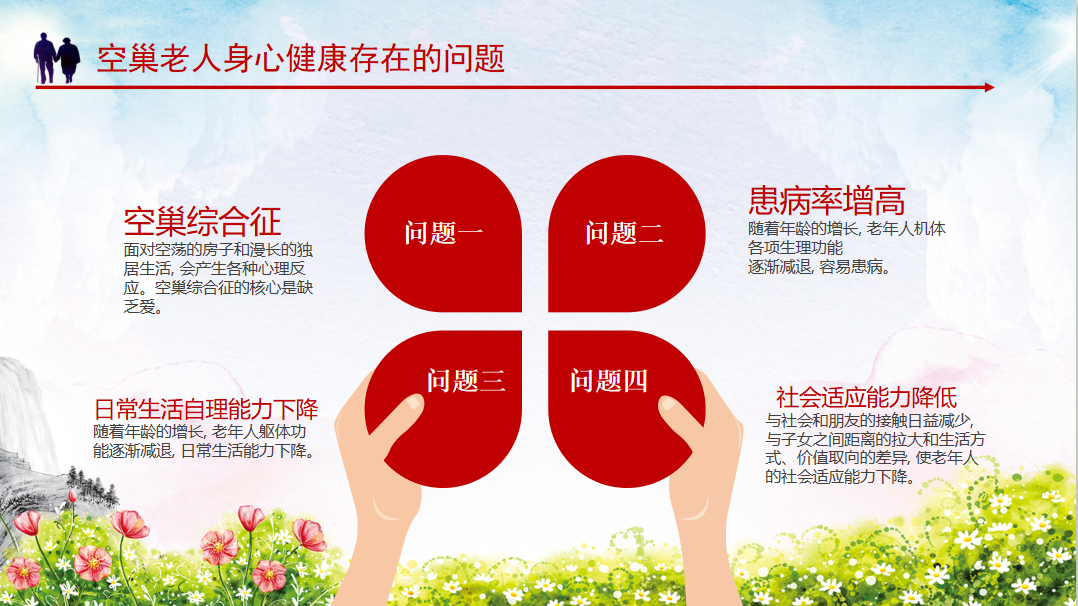 空巢老人身心健康存在的问题
问题一
空巢综合征
面对空荡的房子和漫长的独
居生活, 会产生各种心理反
应。空巢综合征的核心是缺
乏爱。
问题二
患病率增高
随着年龄的增长, 老年人机体
各项生理功能
逐渐减退, 容易患病。
问题三
日常生活自理能力下降
随着年龄的增长, 老年人躯体功
能逐渐减退, 日常生活能力下降。
问题四
社会适应能力降低
与社会和朋友的接触日益减少,
与子女之间距离的拉大和生活方
式、价值取向的差异, 使老年人
的社会适应能力下降。